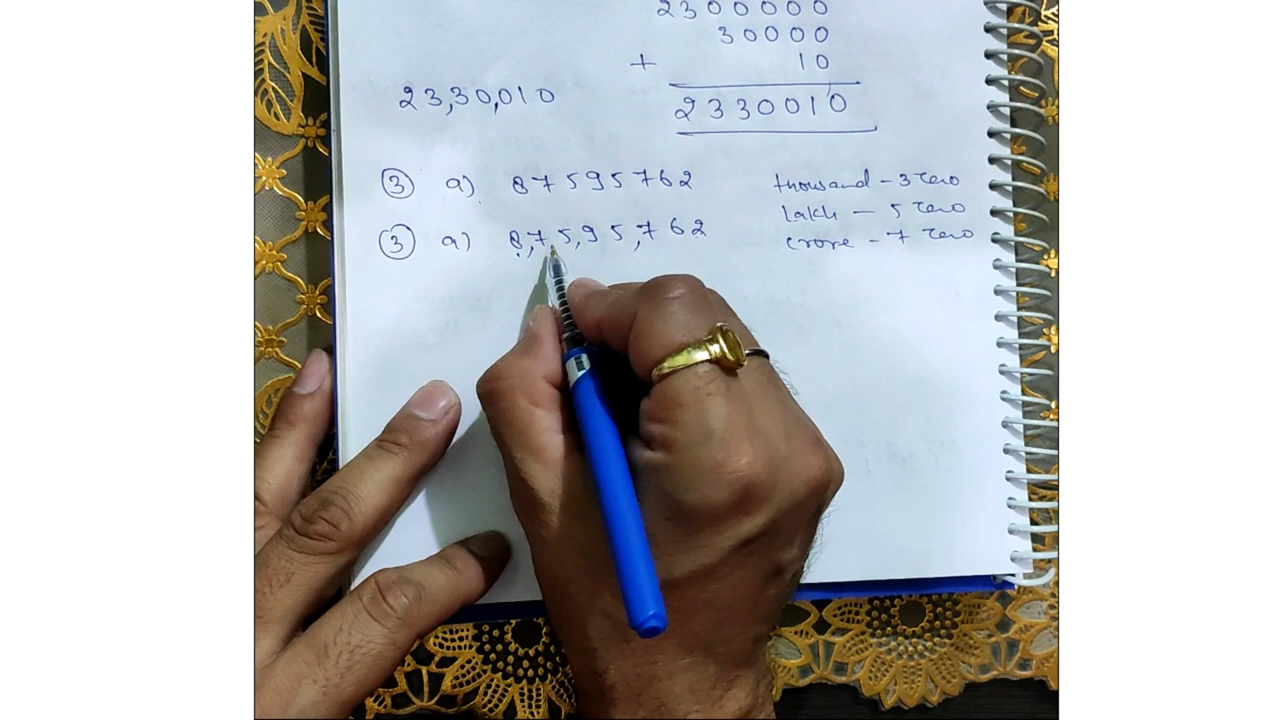 2300000
30000
+ 10
23,30,010
2330010
③ a) 87595762
thousand - 3 zero
lakh - 5 zero
③ a) 8,75,95,762
crore - 7 zero